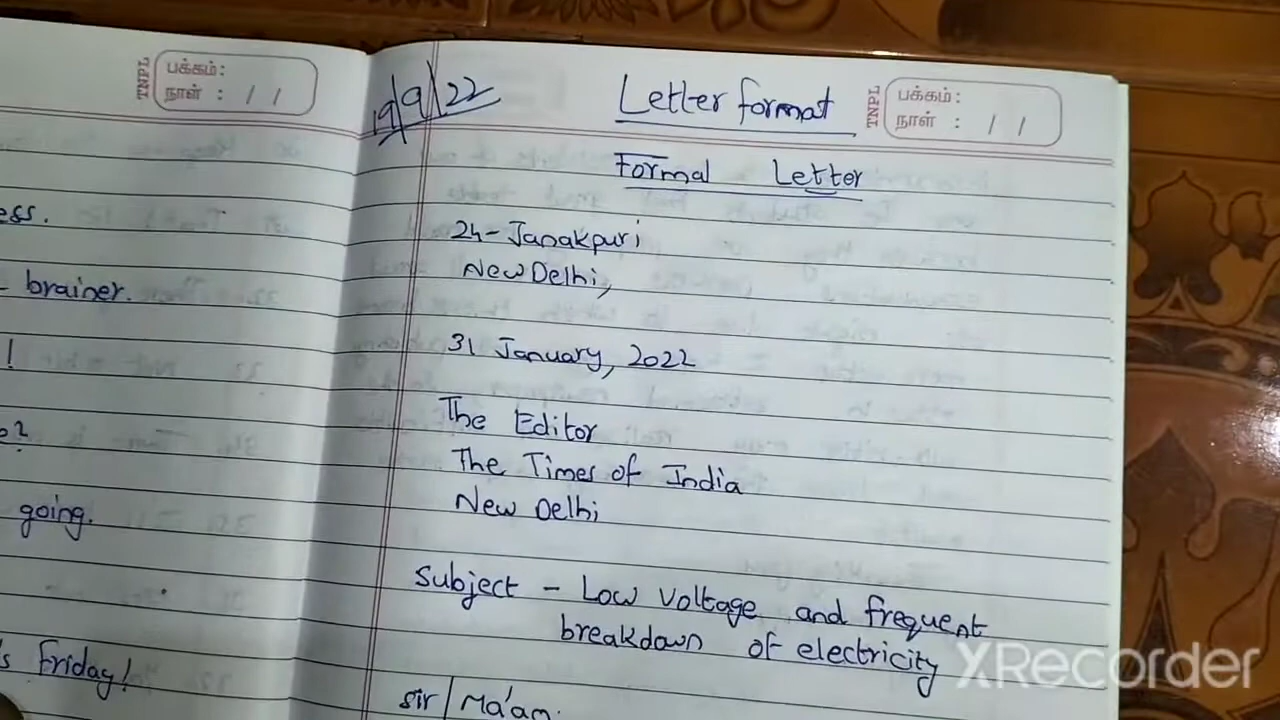 TNPL
பக்கம்:
நாள் : / /
ess.
- brainer.
!
o?
going.
's Friday!
19/9/22
Letter format
TNPL
பக்கம்:
நாள் : / /
Formal Letter
24-Janakpuri
New Delhi,
31 January, 2022
The Editor
The Times of India
New Delhi
Subject - Low Voltage and frequent
breakdown of electricity
Sir/Ma'am.
XRecorder